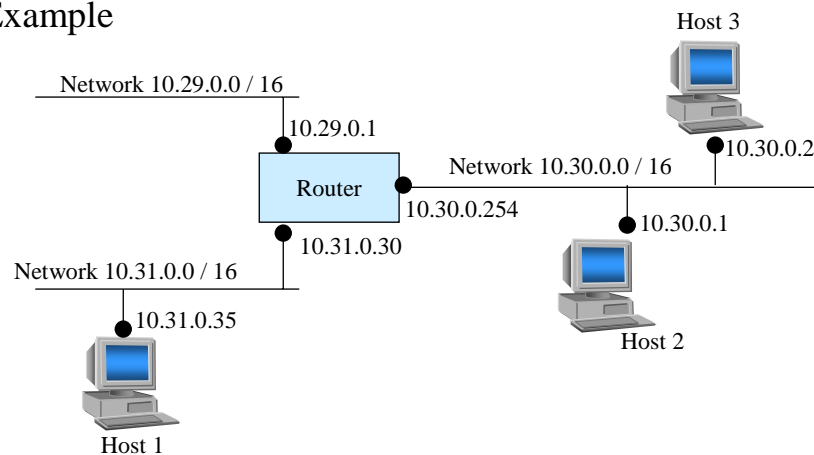 Example
Host 3
Network 10.29.0.0 / 16
10.29.0.1
10.30.0.2
Network 10.30.0.0 / 16
Router
10.30.0.254
10.30.0.1
10.31.0.30
Network 10.31.0.0 / 16
10.31.0.35
Host 2
Host 1